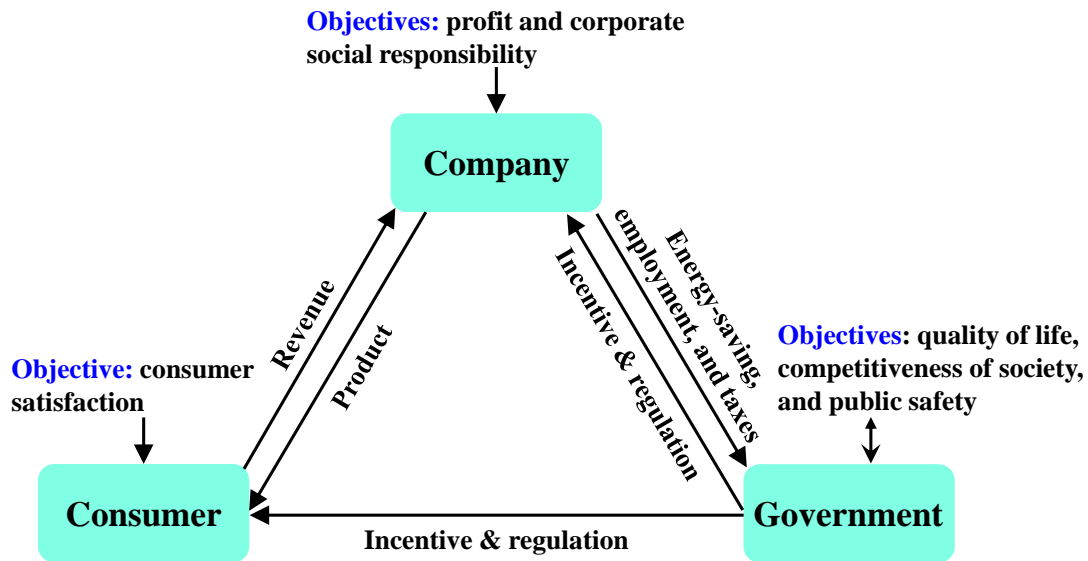 Objectives: profit and corporate
social responsibility
Company
Revenue
Product
Incentive & regulation
Energy-saving,
employment, and taxes
Objective: consumer
satisfaction
Objectives: quality of life,
competitiveness of society,
and public safety
Consumer
Government
Incentive & regulation